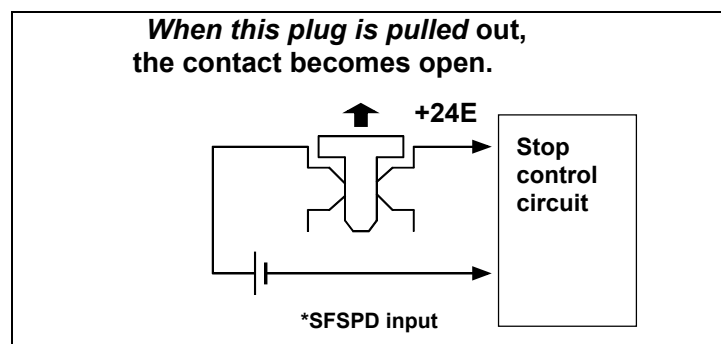 When this plug is pulled out,
the contact becomes open.
+24E
Stop
control
circuit
*SFSPD input